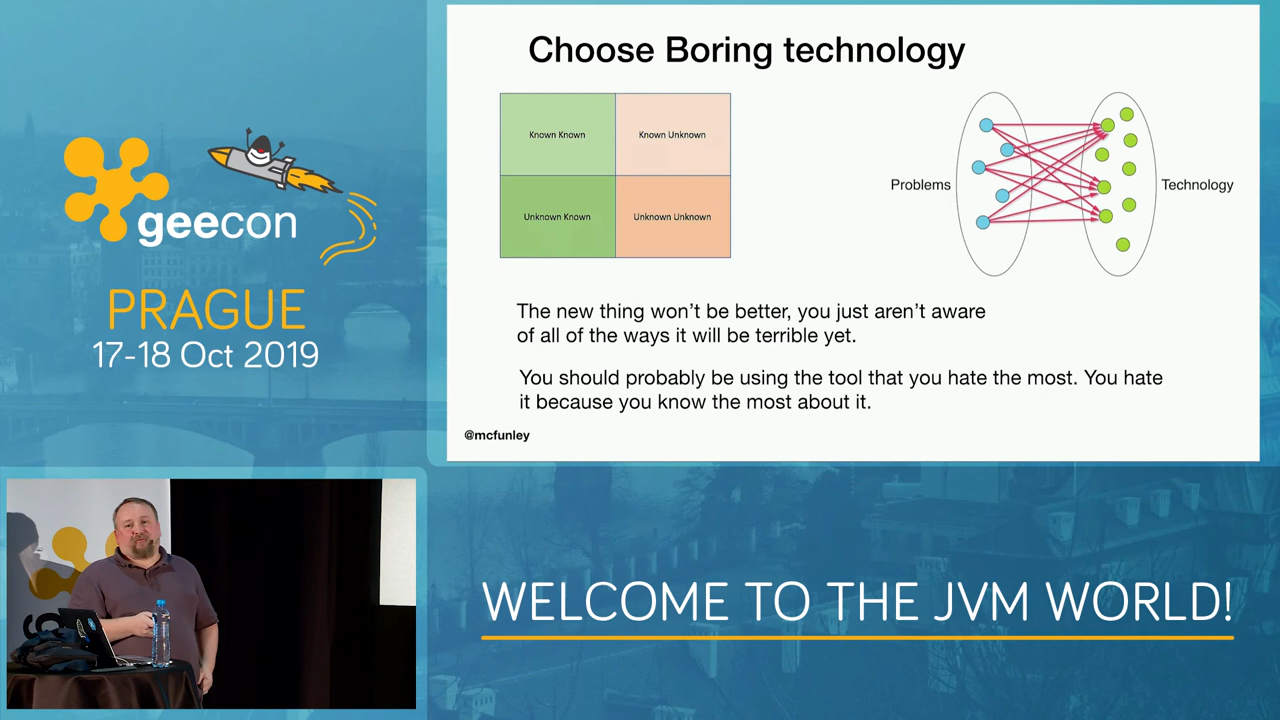 geecon
PRAGUE
17-18 Oct 2019
Choose Boring technology
Known Known
Known Unknown
Unknown Known
Unknown Unknown
Problems
Technology
The new thing won’t be better, you just aren’t aware
of all of the ways it will be terrible yet.
You should probably be using the tool that you hate the most. You hate
it because you know the most about it.
@mcfunley
WELCOME TO THE JVM WORLD!